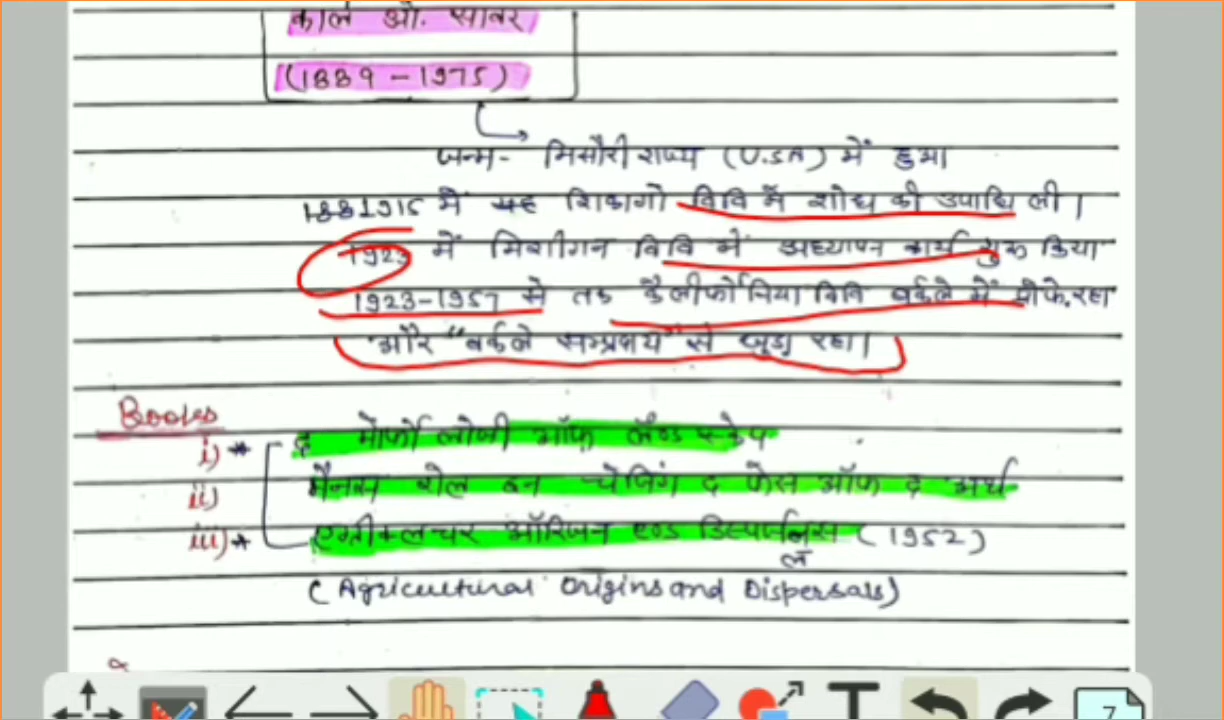 कार्ल ओ. सावर
(1889 - 1975)
जन्म- मिसौरी राज्य (U.S.A) में हुआ
1915 में यह शिकागो विवि में शोध की उपाधि ली।
1923 में मिशीगन विवि में अध्यापन कार्य शुरू किया
1923-1957 से तक कैलीफोर्निया विवि बर्कले में प्रोफे. रहा
और "बर्कले सम्प्रदाय" से जुड़ा रहा।
Books
i) * द मॉर्फोलोजी ऑफ लैण्ड स्केप
ii) मैनस रोल इन चेंजिंग द फेस ऑफ द अर्थ
iii) * एग्रीकल्चर ऑरिजन एण्ड (1952)
(Agricultural Origins and Dispersals)
T
7